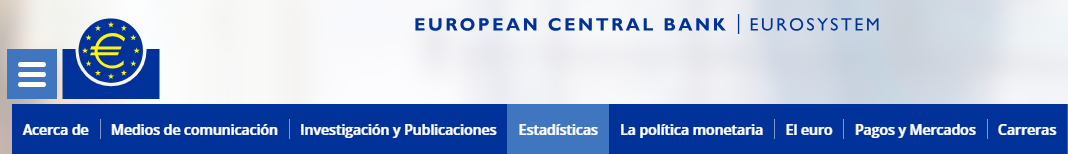 EUROPEAN CENTRAL BANK | EUROSYSTEM
€
Acerca de | Medios de comunicación | Investigación y Publicaciones | Estadísticas | La política monetaria | El euro | Pagos y Mercados | Carreras